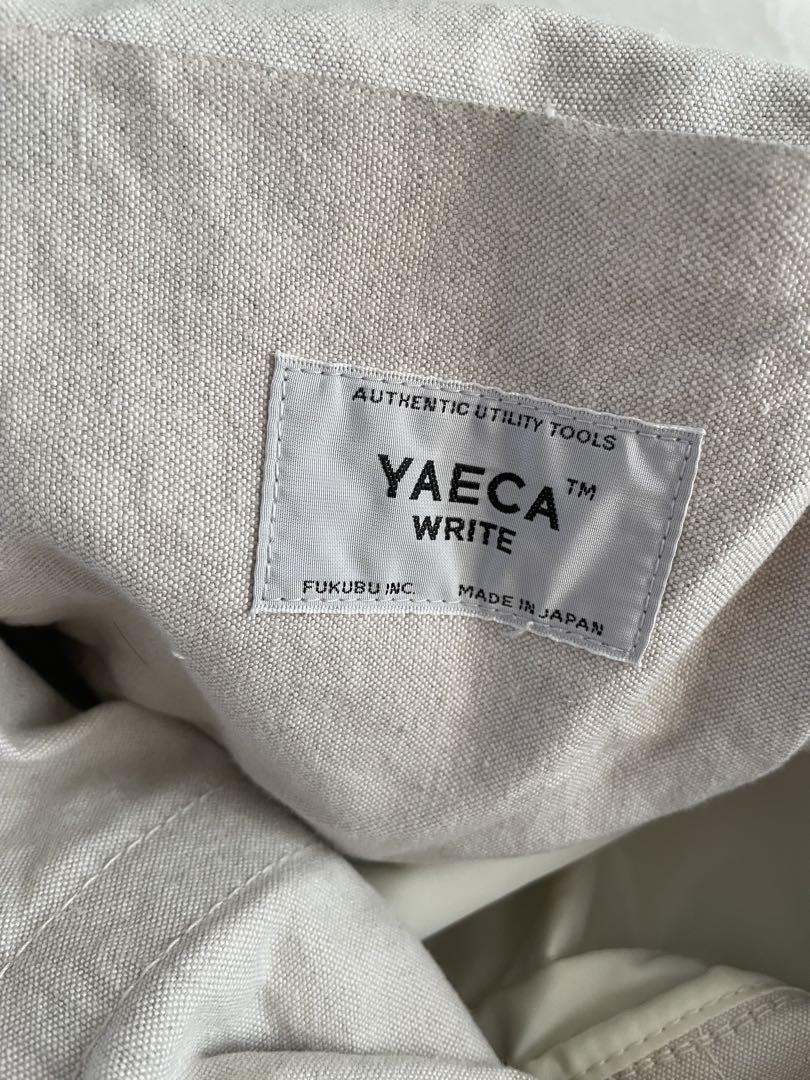 AUTHENTIC UTILITY TOOLS
YAECA™
WRITE
FUKUBU INC. MADE IN JAPAN